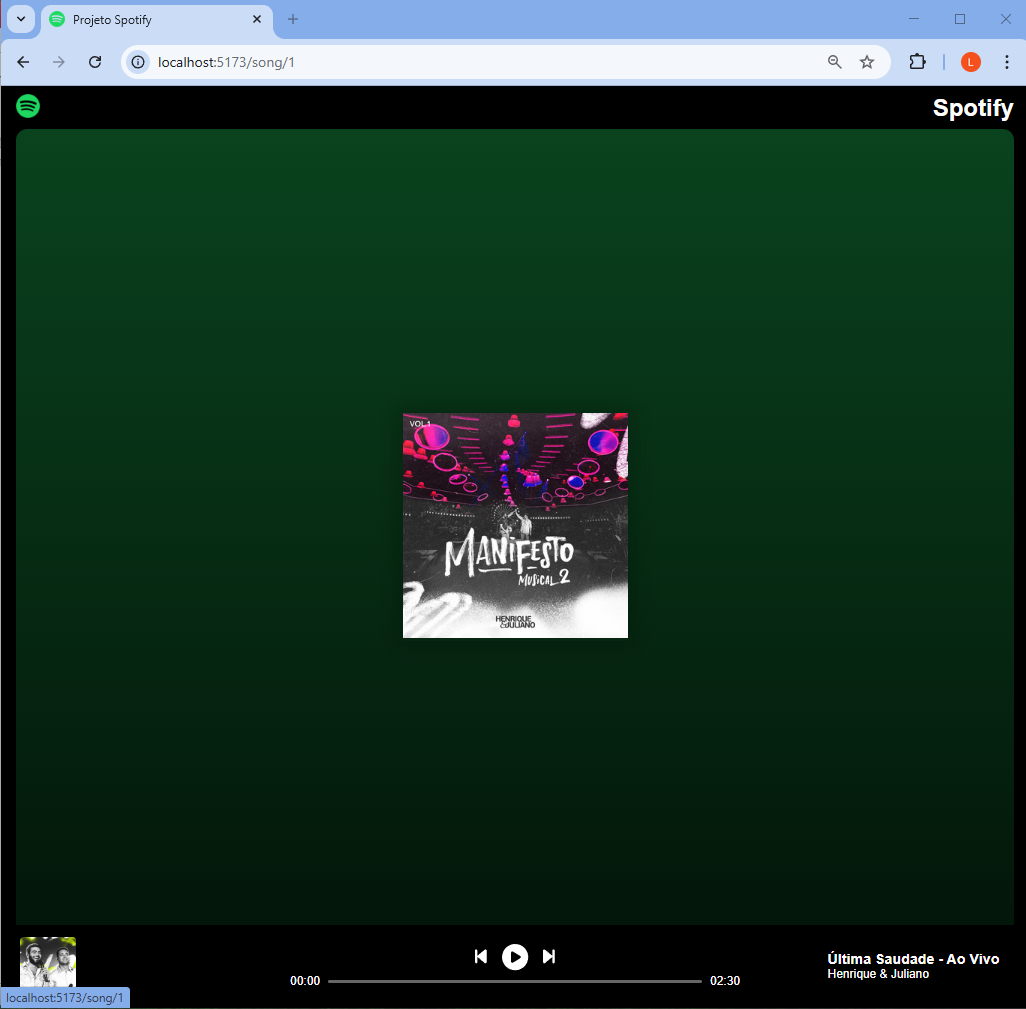 Projeto Spotify
localhost:5173/song/1
L
Spotify
VOL.1
MANIFESTO
MUSICAL 2
HENRIQUE
&JULIANO
00:00
02:30
Última Saudade - Ao Vivo
Henrique & Juliano
localhost:5173/song/1